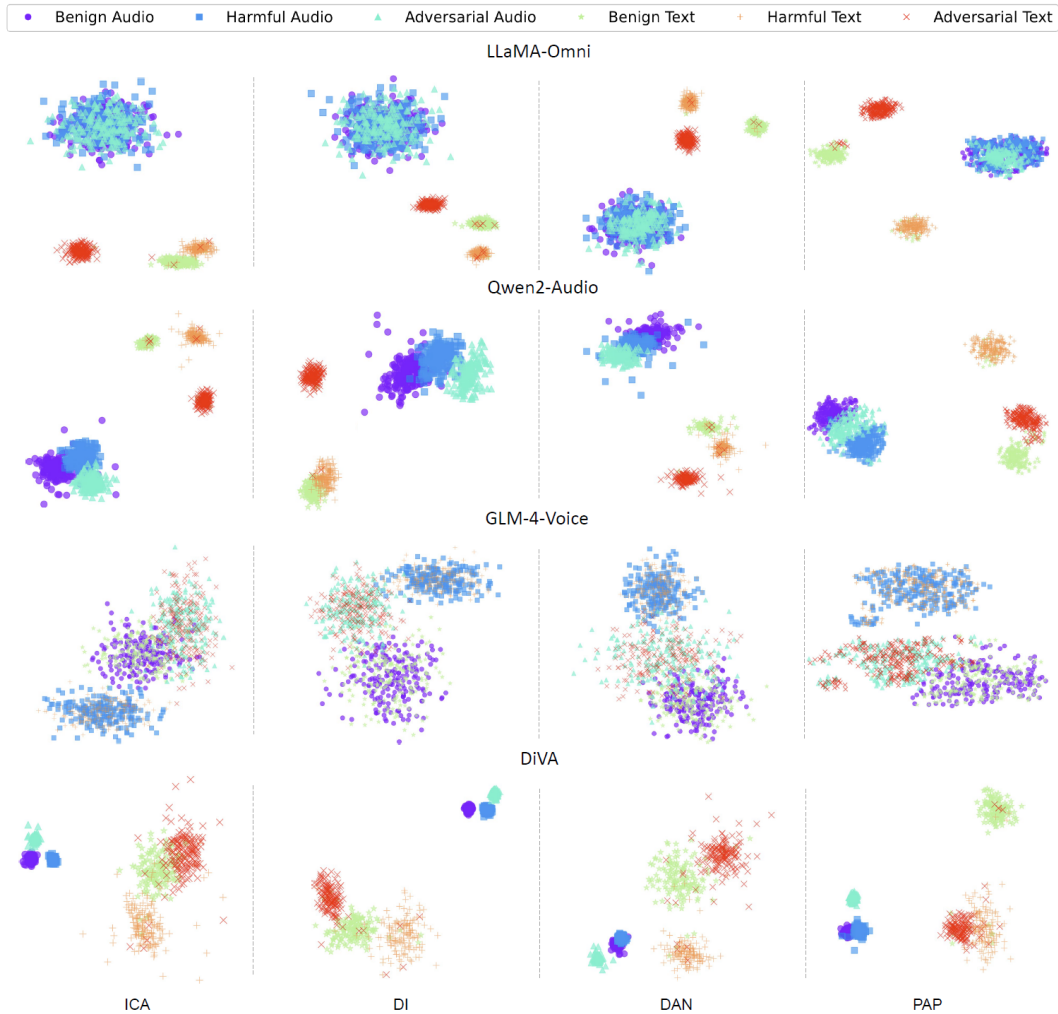 Benign Audio Harmful Audio Adversarial Audio Benign Text Harmful Text Adversarial Text
LLaMA-Omni
Qwen2-Audio
GLM-4-Voice
DiVA
ICA DI DAN PAP